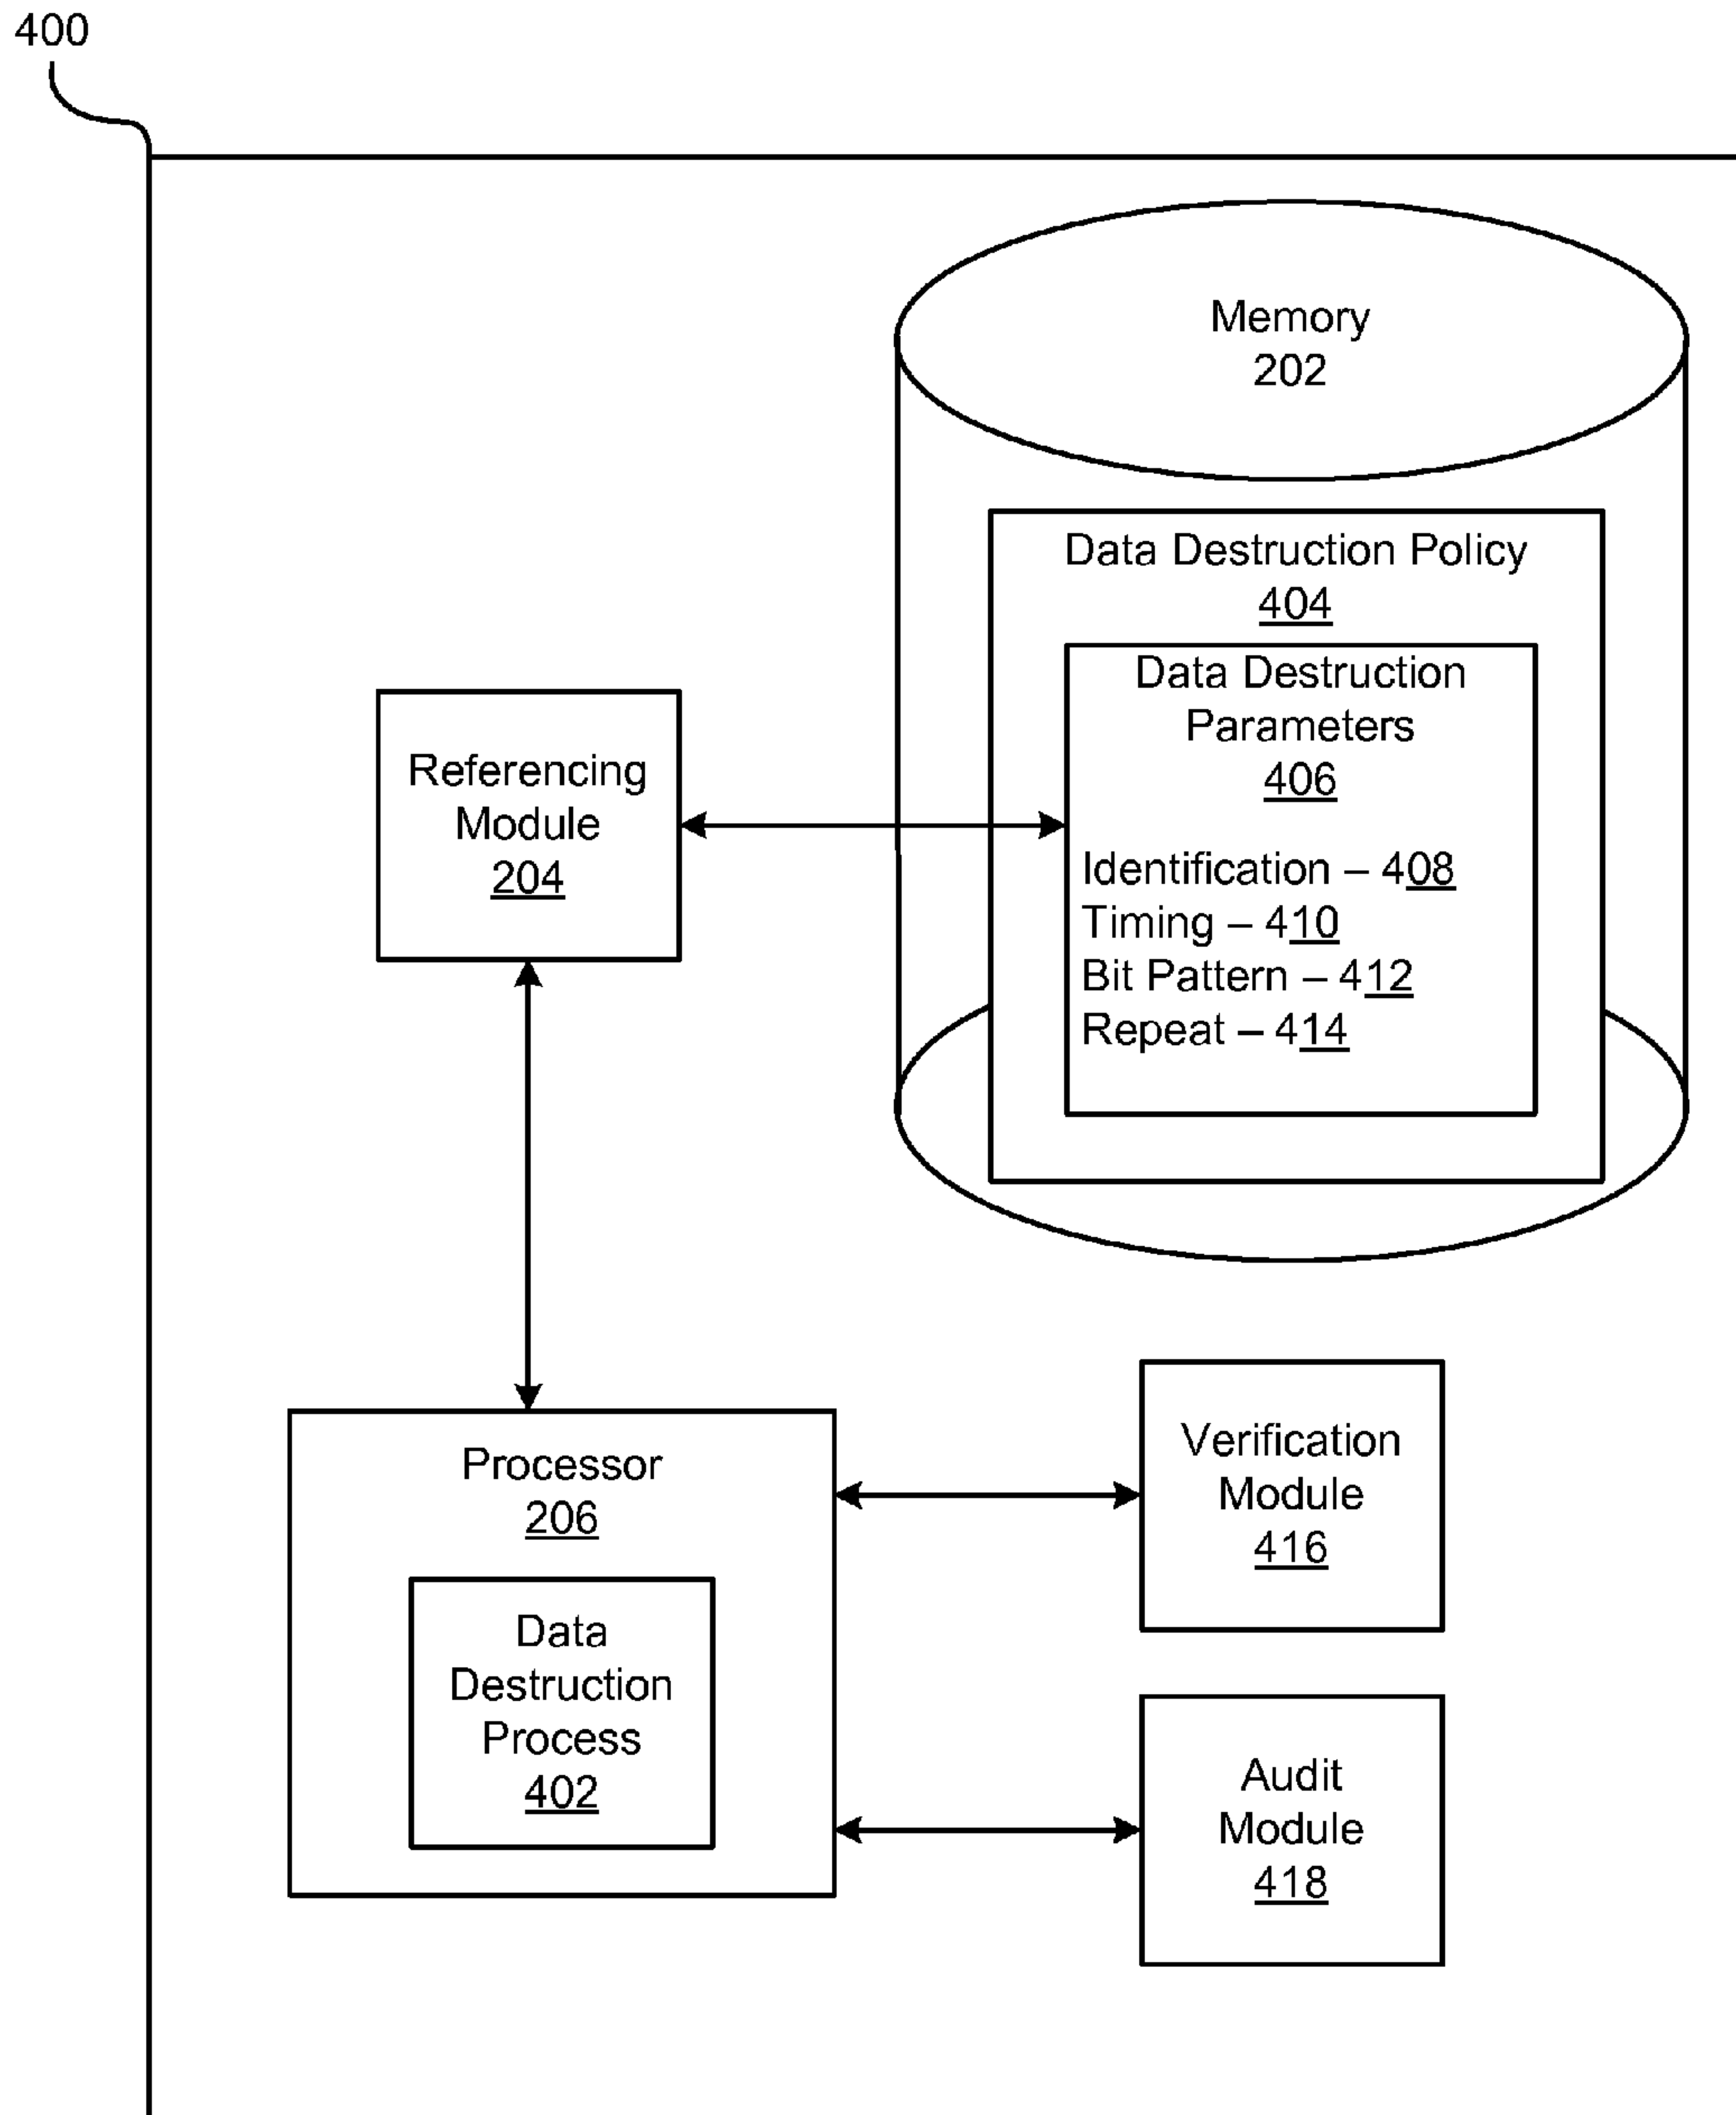 400
Memory
202
Data Destruction Policy
404
Data Destruction
Parameters
406
Identification – 408
Timing – 410
Bit Pattern – 412
Repeat – 414
Referencing
Module
204
Processor
206
Data
Destruction
Process
402
Verification
Module
416
Audit
Module
418